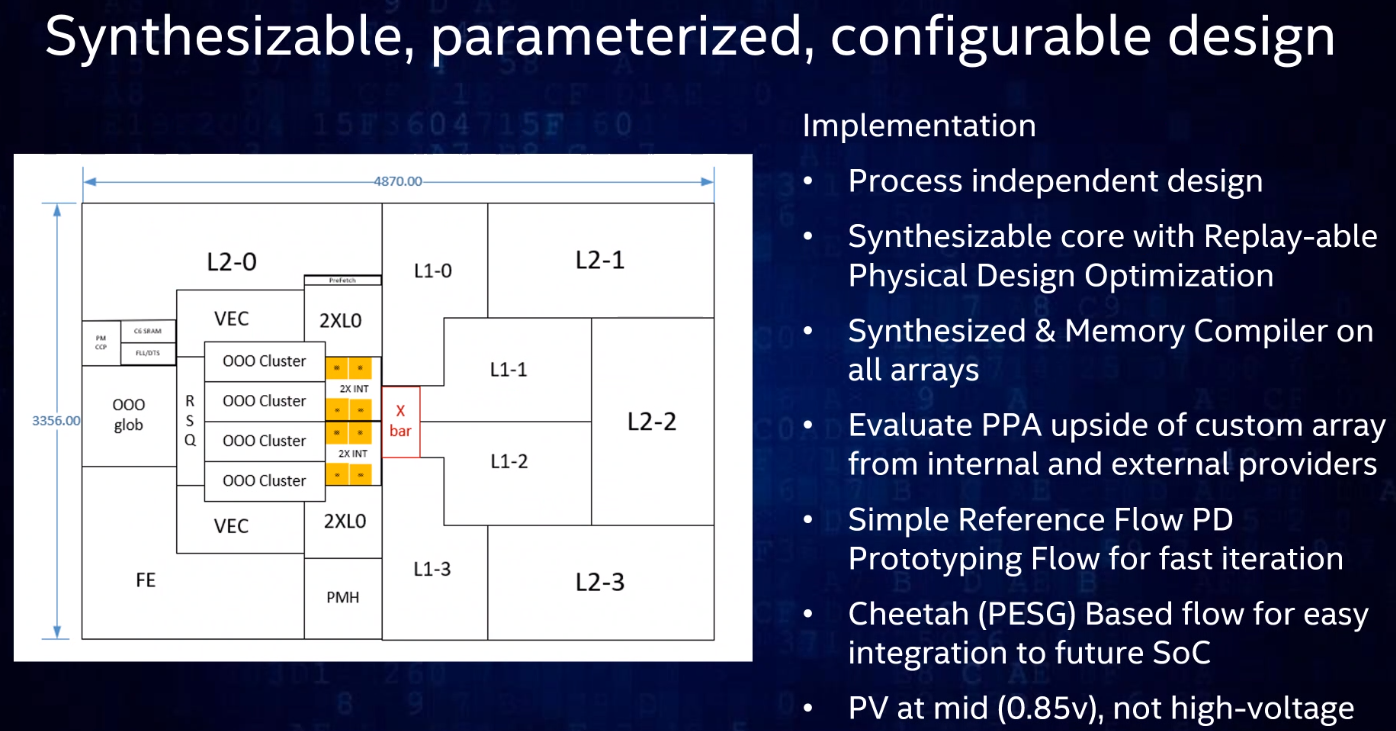 Synthesizable, parameterized, configurable design
4870.00
3356.00
L2-0
L1-0
L2-1
Prefetch
VEC
2XL0
PM
CCP
C6 SRAM
FLL/DTS
OOO Cluster
OOO Cluster
OOO Cluster
OOO Cluster
2X INT
2X INT
X
bar
L1-1
L1-2
L2-2
OOO
glob
R
S
Q
VEC
2XL0
FE
PMH
L1-3
L2-3
Implementation
• Process independent design
• Synthesizable core with Replay-able
Physical Design Optimization
• Synthesized & Memory Compiler on
all arrays
• Evaluate PPA upside of custom array
from internal and external providers
• Simple Reference Flow PD
Prototyping Flow for fast iteration
• Cheetah (PESG) Based flow for easy
integration to future SoC
• PV at mid (0.85v), not high-voltage